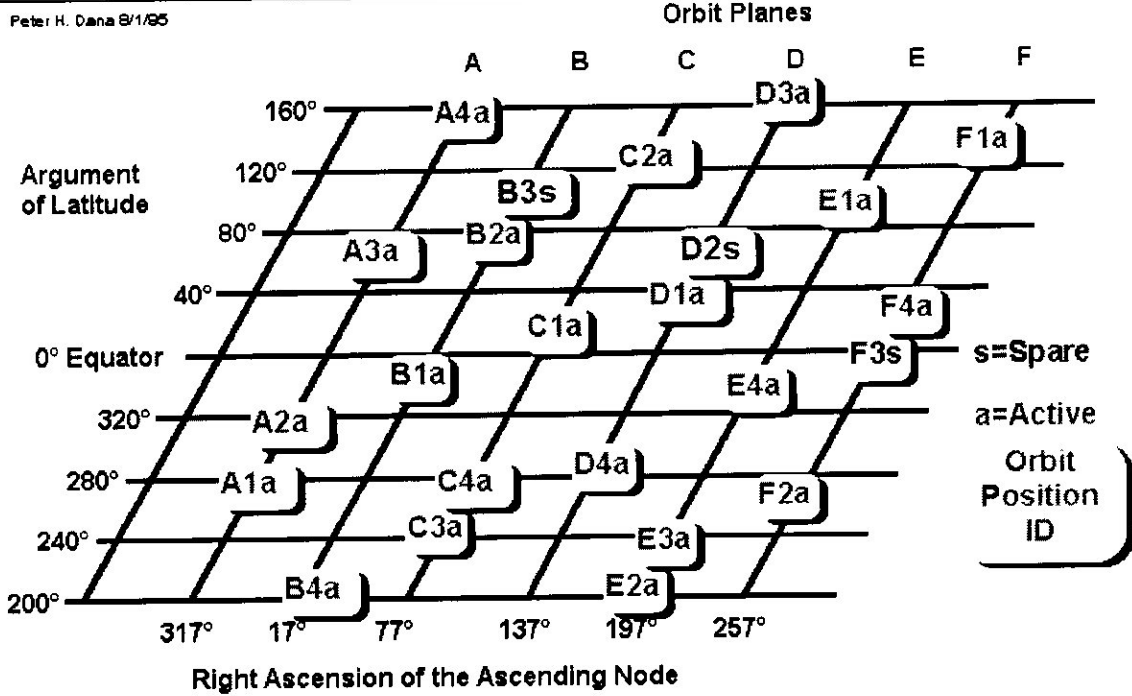 Peter H. Dana 8/1/95
Orbit Planes
A B C D E F
160° A4a D3a
F1a
C2a
120°
Argument
of Latitude
B3s E1a
80° B2a
A3a D2s
40° D1a
F4a
C1a
0° Equator F3s s=Spare
B1a E4a
320° A2a a=Active
280° A1a C4a D4a F2a
Orbit
Position
ID
240° C3a E3a
200° B4a E2a
317° 17° 77° 137° 197° 257°
Right Ascension of the Ascending Node